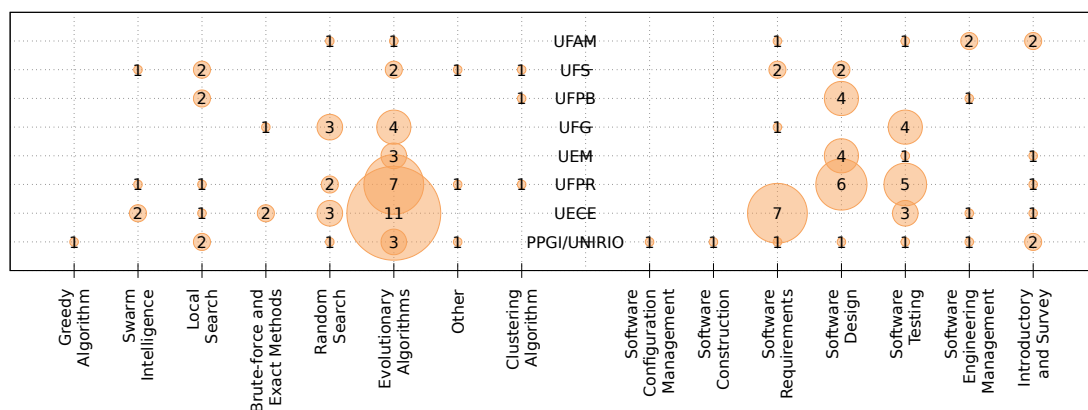 1 1 UFAM 1 1 2 2
1 2 2 1 1 UFS 2 2
2 1 UFPB 4 1
1 3 4 UFG 1 4
3 UEM 4 1 1
1 1 2 7 1 1 UFPR 6 5 1
2 1 2 3 11 UECE 7 3 1 1
1 2 1 3 1 PPGI/UNIRIO 1 1 1 1 1 1 2
Greedy
Algorithm
Swarm
Intelligence
Local
Search
Brute-force and
Exact Methods
Random
Search
Evolutionary
Algorithms
Other
Clustering
Algorithm
Software
Configuration
Management
Software
Construction
Software
Requirements
Software
Design
Software
Testing
Software
Engineering
Management
Introductory
and Survey